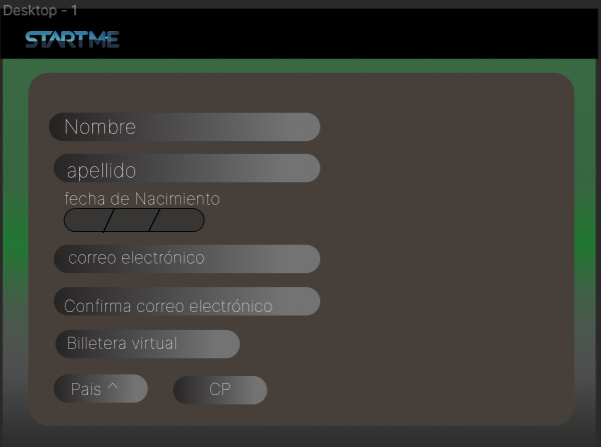 Desktop - 1
STARTME
Nombre
apellido
fecha de Nacimiento
correo electrónico
Confirma correo electrónico
Billetera virtual
Pais ^ CP